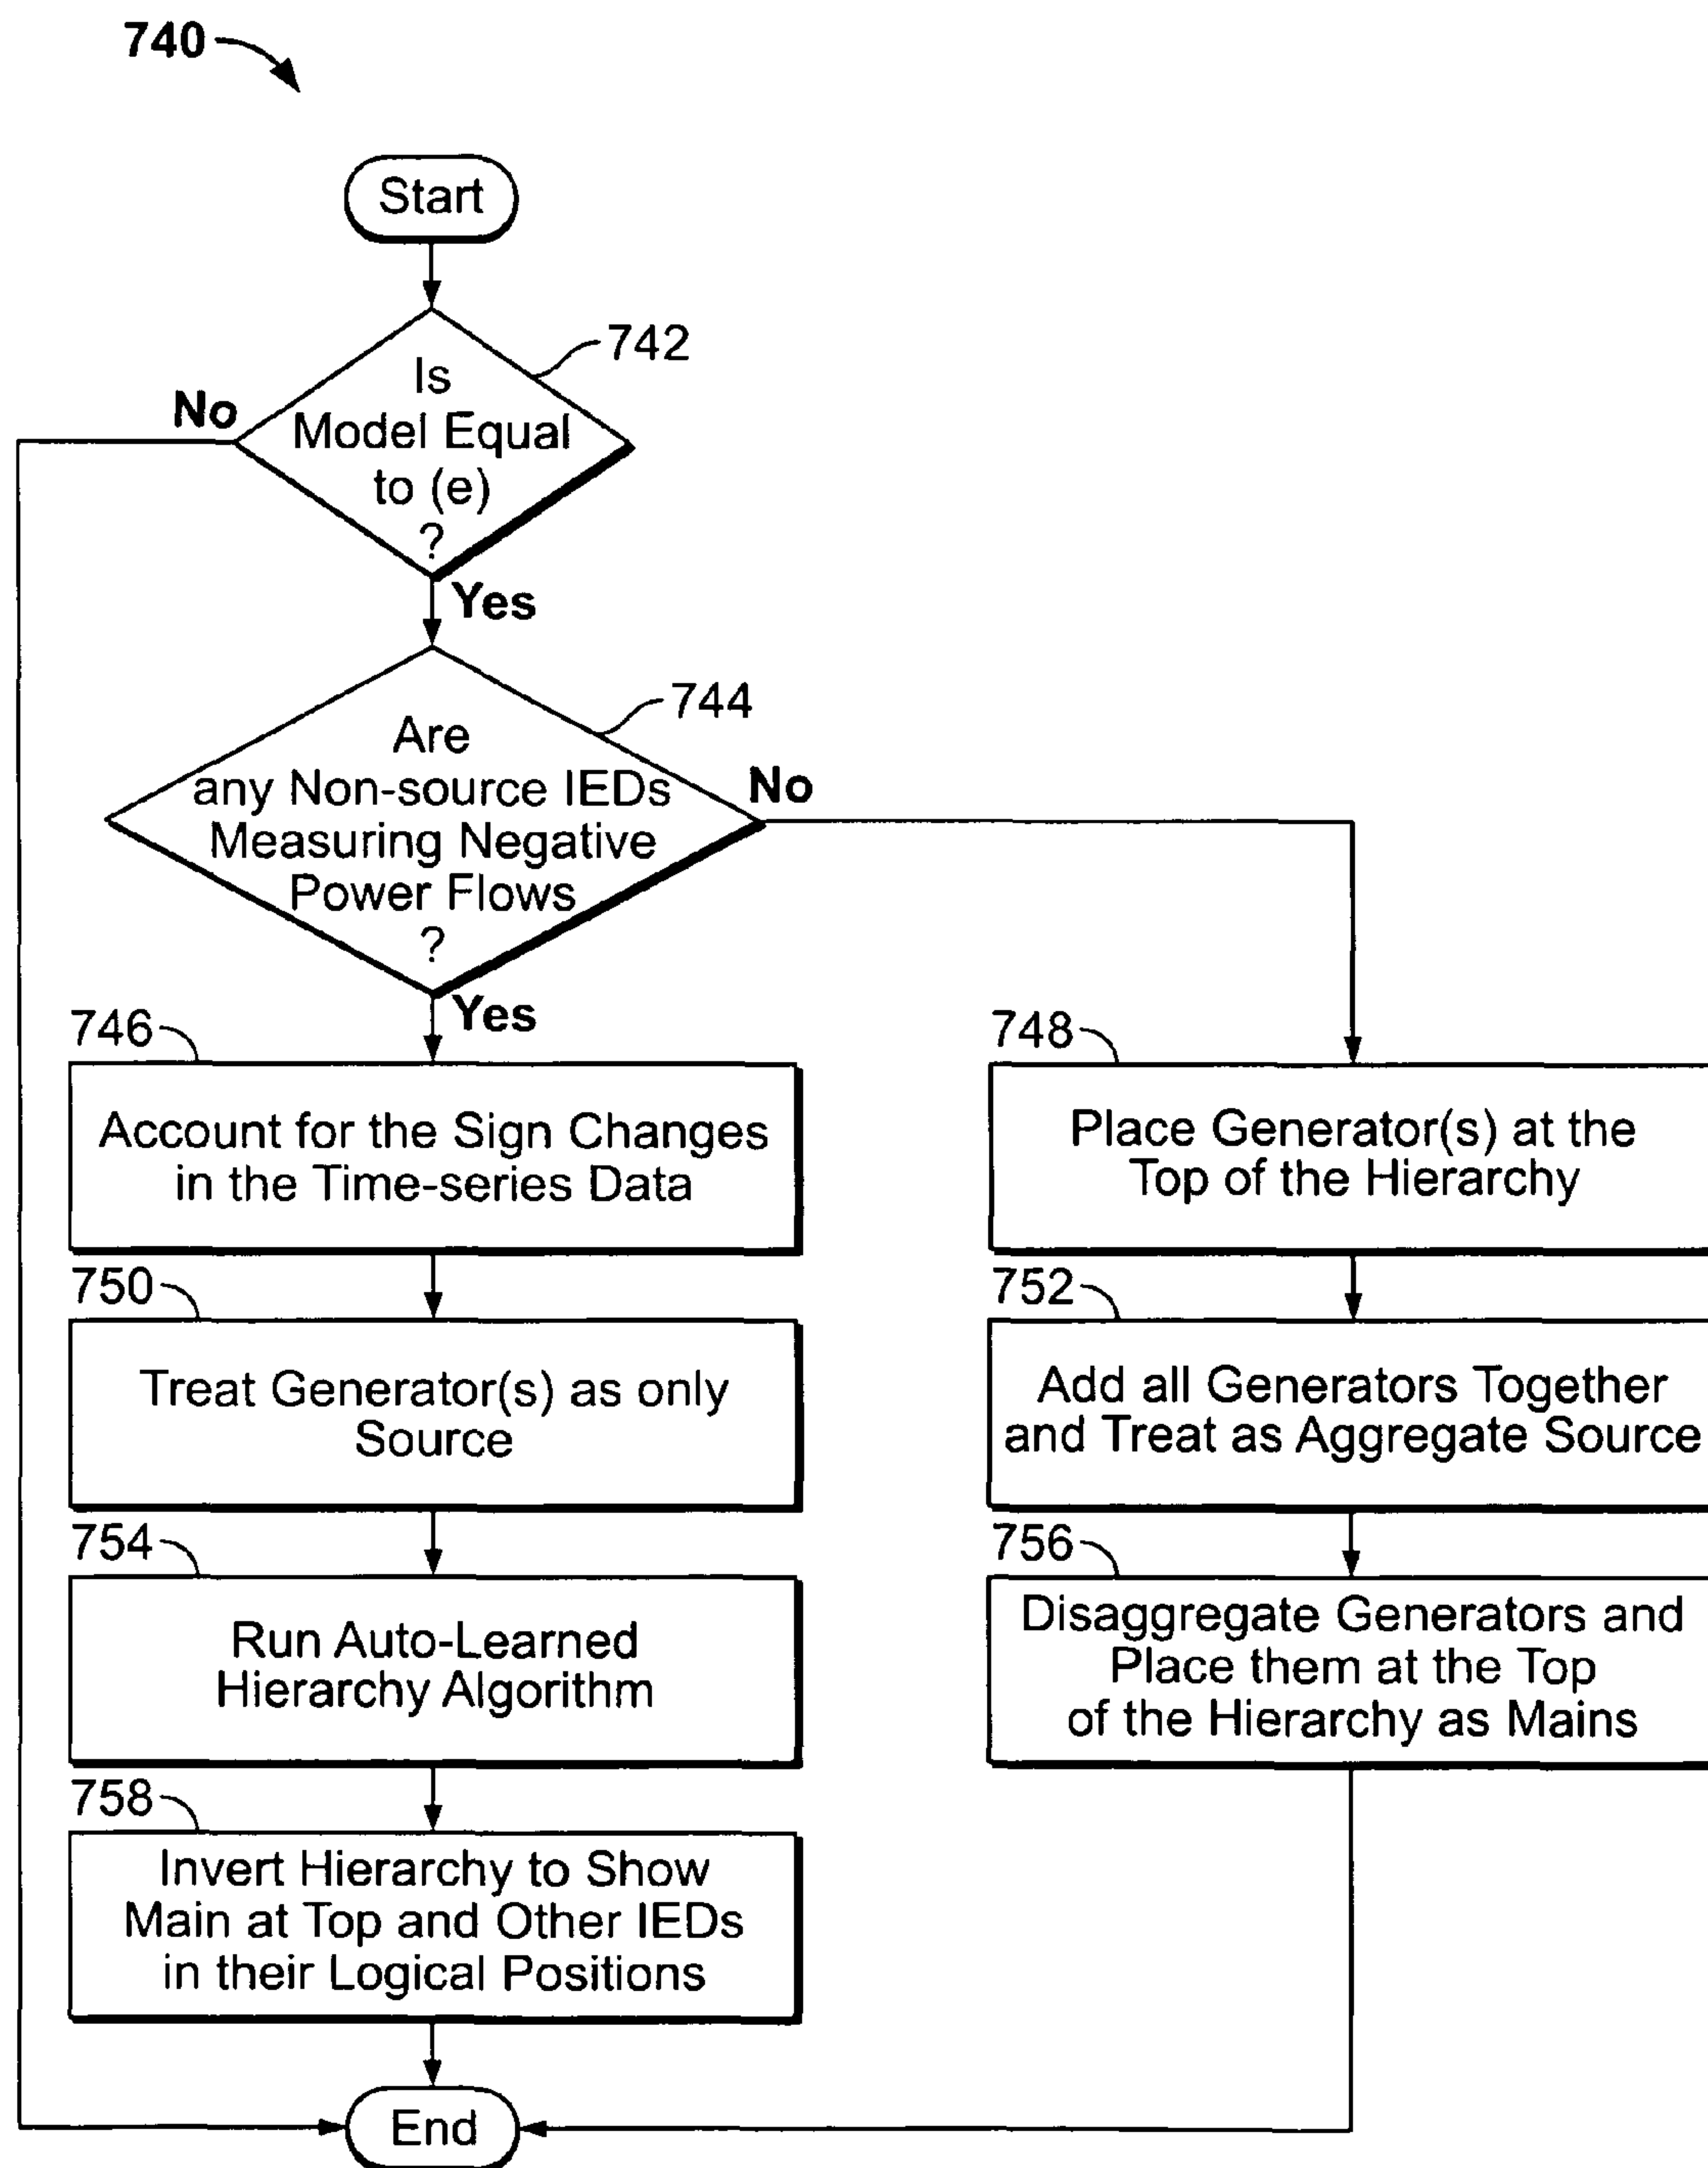 740
Start
742
Is
Model Equal
to (e)
?
No
Yes
744
Are
any Non-source IEDs
Measuring Negative
Power Flows
?
No
Yes
746
Account for the Sign Changes
in the Time-series Data
748
Place Generator(s) at the
Top of the Hierarchy
750
Treat Generator(s) as only
Source
752
Add all Generators Together
and Treat as Aggregate Source
754
Run Auto-Learned
Hierarchy Algorithm
756
Disaggregate Generators and
Place them at the Top
of the Hierarchy as Mains
758
Invert Hierarchy to Show
Main at Top and Other IEDs
in their Logical Positions
End